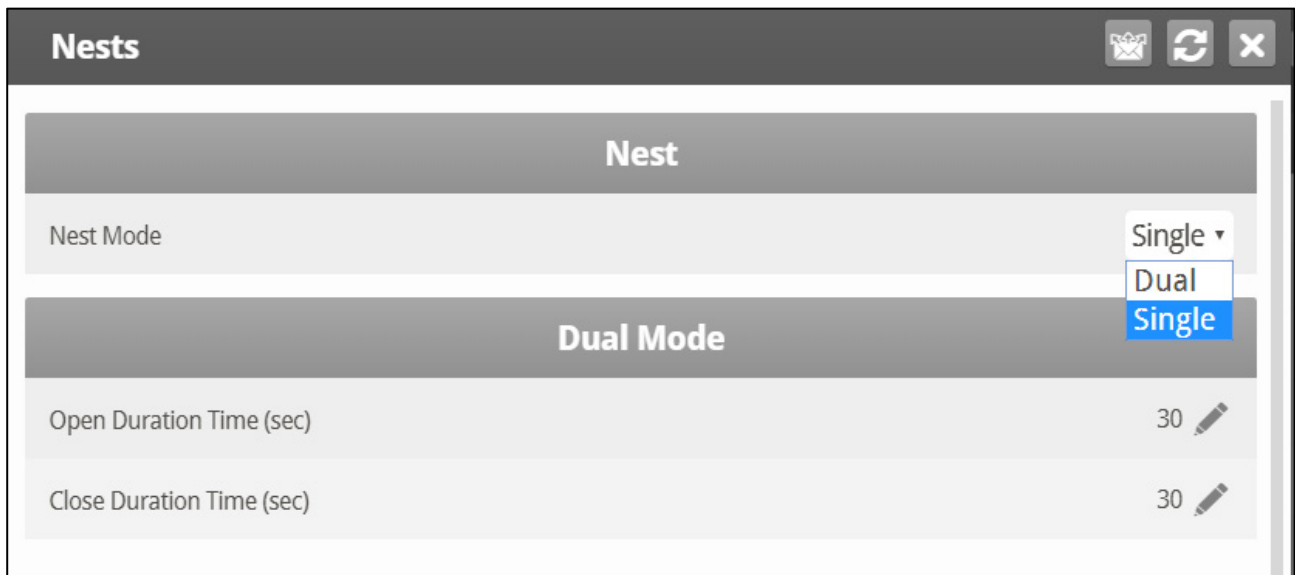 Nests
Nest
Nest Mode Single
Dual
Single
Dual Mode
Open Duration Time (sec) 30
Close Duration Time (sec) 30